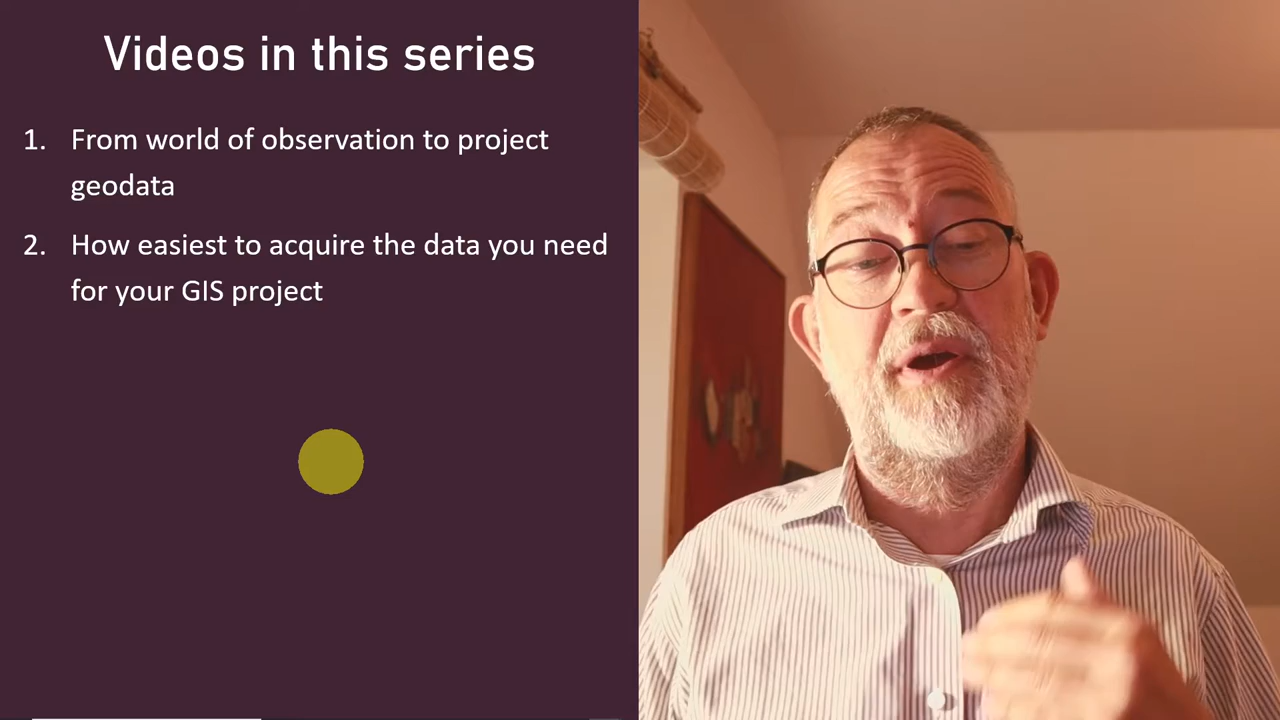 Videos in this series
1. From world of observation to project
geodata
2. How easiest to acquire the data you need
for your GIS project